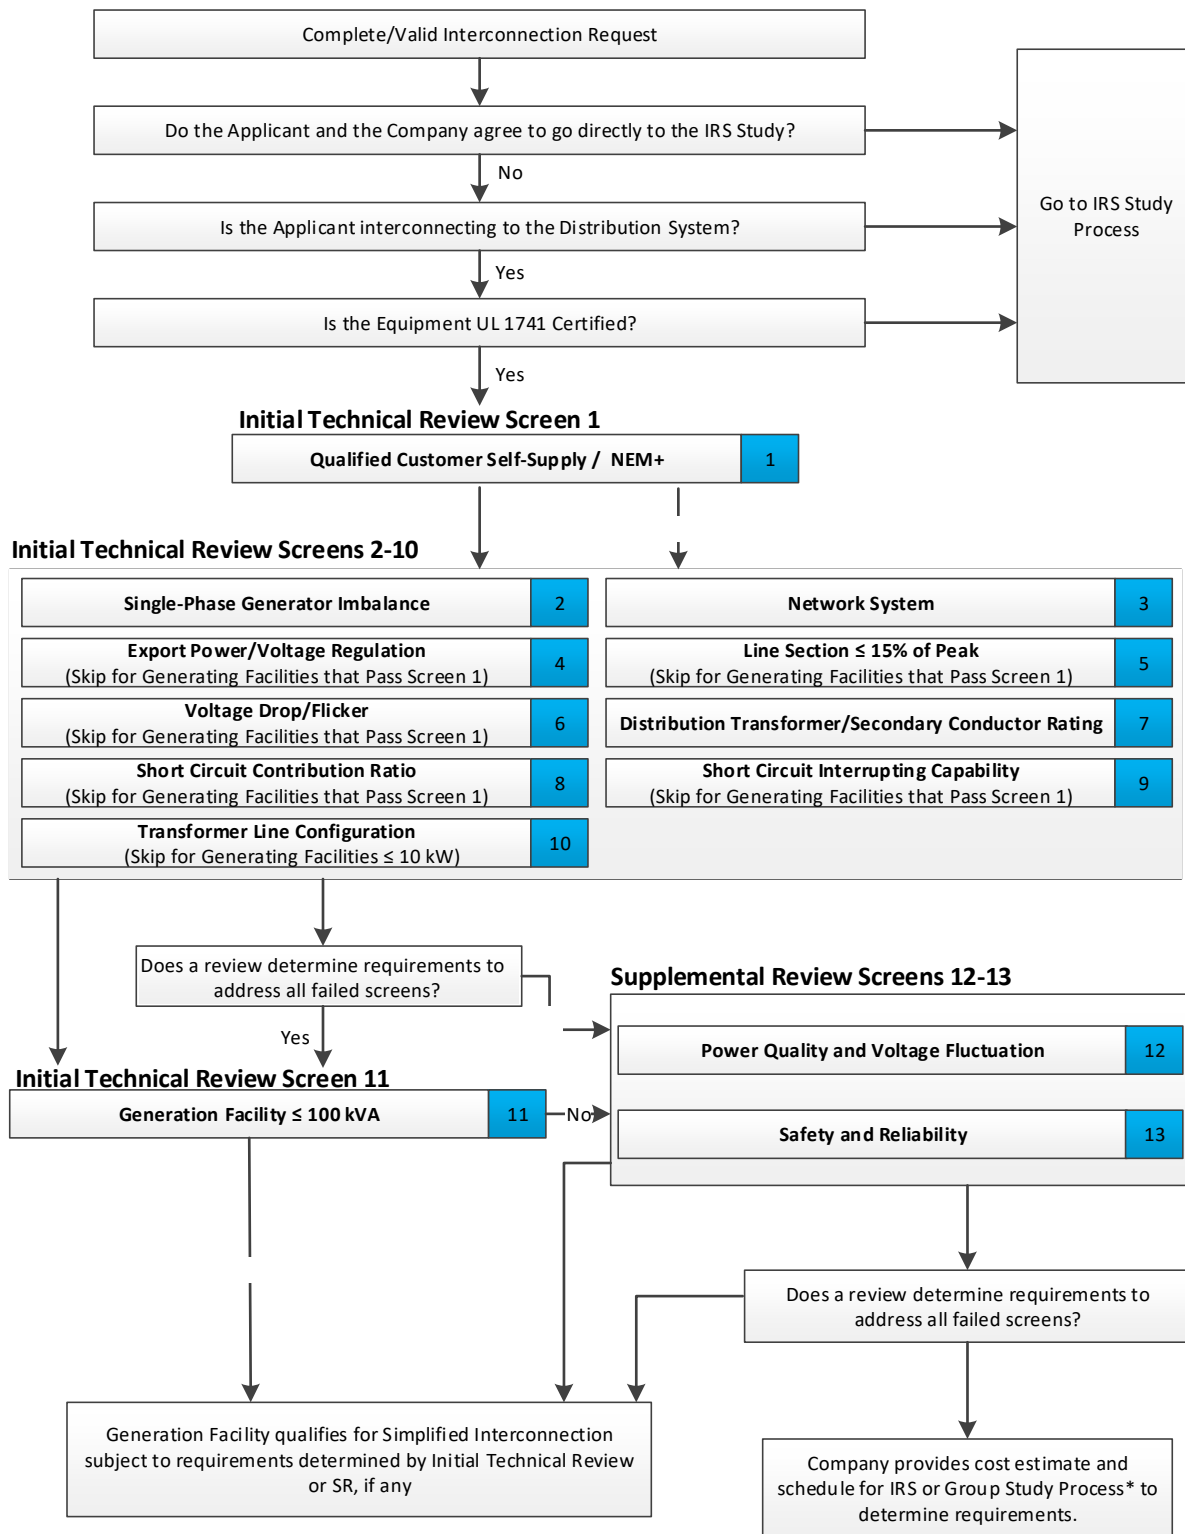 Complete/Valid Interconnection Request
Do the Applicant and the Company agree to go directly to the IRS Study?
No
Go to IRS Study
Process
Is the Applicant interconnecting to the Distribution System?
Yes
Is the Equipment UL 1741 Certified?
Yes
Initial Technical Review Screen 1
Qualified Customer Self-Supply / NEM+
1
Initial Technical Review Screens 2-10
Single-Phase Generator Imbalance
2
Network System
3
Export Power/Voltage Regulation
(Skip for Generating Facilities that Pass Screen 1)
4
Line Section ≤ 15% of Peak
(Skip for Generating Facilities that Pass Screen 1)
5
Voltage Drop/Flicker
(Skip for Generating Facilities that Pass Screen 1)
6
Distribution Transformer/Secondary Conductor Rating
7
Short Circuit Contribution Ratio
(Skip for Generating Facilities that Pass Screen 1)
8
Short Circuit Interrupting Capability
(Skip for Generating Facilities that Pass Screen 1)
9
Transformer Line Configuration
(Skip for Generating Facilities ≤ 10 kW)
10
Does a review determine requirements to
address all failed screens?
Yes
Supplemental Review Screens 12-13
Power Quality and Voltage Fluctuation
12
Initial Technical Review Screen 11
Generation Facility ≤ 100 kVA
11
No
Safety and Reliability
13
Does a review determine requirements to
address all failed screens?
Generation Facility qualifies for Simplified Interconnection
subject to requirements determined by Initial Technical Review
or SR, if any
Company provides cost estimate and
schedule for IRS or Group Study Process* to
determine requirements.